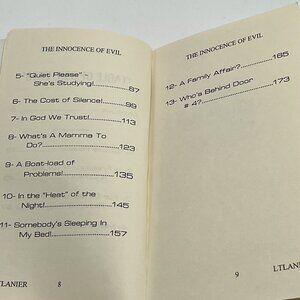 THE INNOCENCE OF EVIL
5- "Quiet Please"
She's Studying!..................87
6- The Cost of Silence!......99
7- In God We Trust!..........113
8- What's A Mamma To
Do?........................123
9- A Boat-load of
Problems!.................135
10- In the "Heat" of the
Night!.......................145
11- Somebody's Sleeping In
My Bed!......................157
TLANIER 8
THE INNOCENCE OF EVIL
12- A Family Affair?............165
13- Who's Behind Door
# 4?.........................173
9 LTLANIER